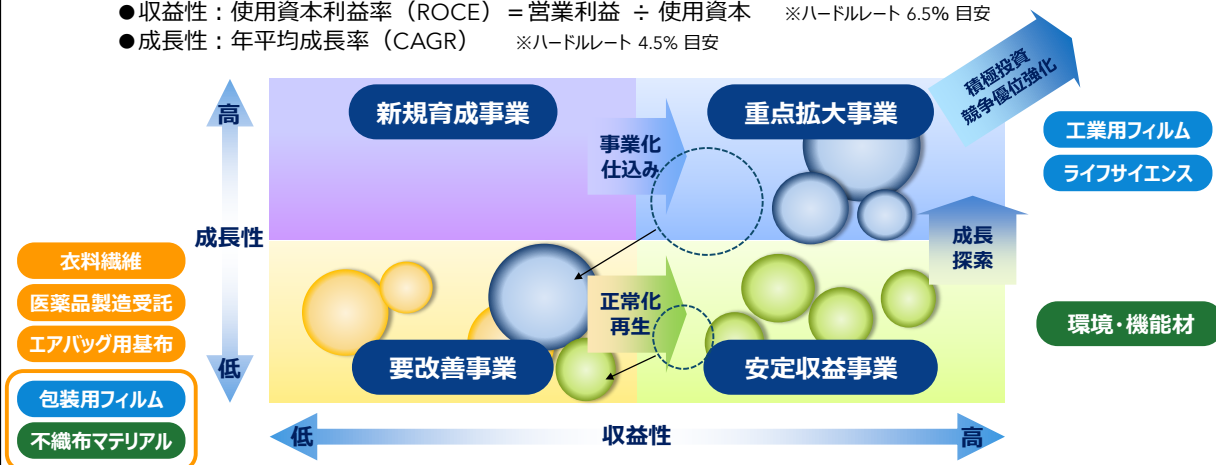 ●収益性：使用資本利益率（ROCE）＝営業利益 ÷ 使用資本　※ハードルレート 6.5% 目安
●成長性：年平均成長率（CAGR）　※ハードルレート 4.5% 目安
積極投資
競争優位強化
高
新規育成事業
重点拡大事業
工業用フィルム
ライフサイエンス
事業化
仕込み
成長性
成長
探索
衣料繊維
医薬品製造受託
エアバッグ用基布
正常化
再生
環境・機能材
低
要改善事業
安定収益事業
包装用フィルム
不織布マテリアル
低
収益性
高